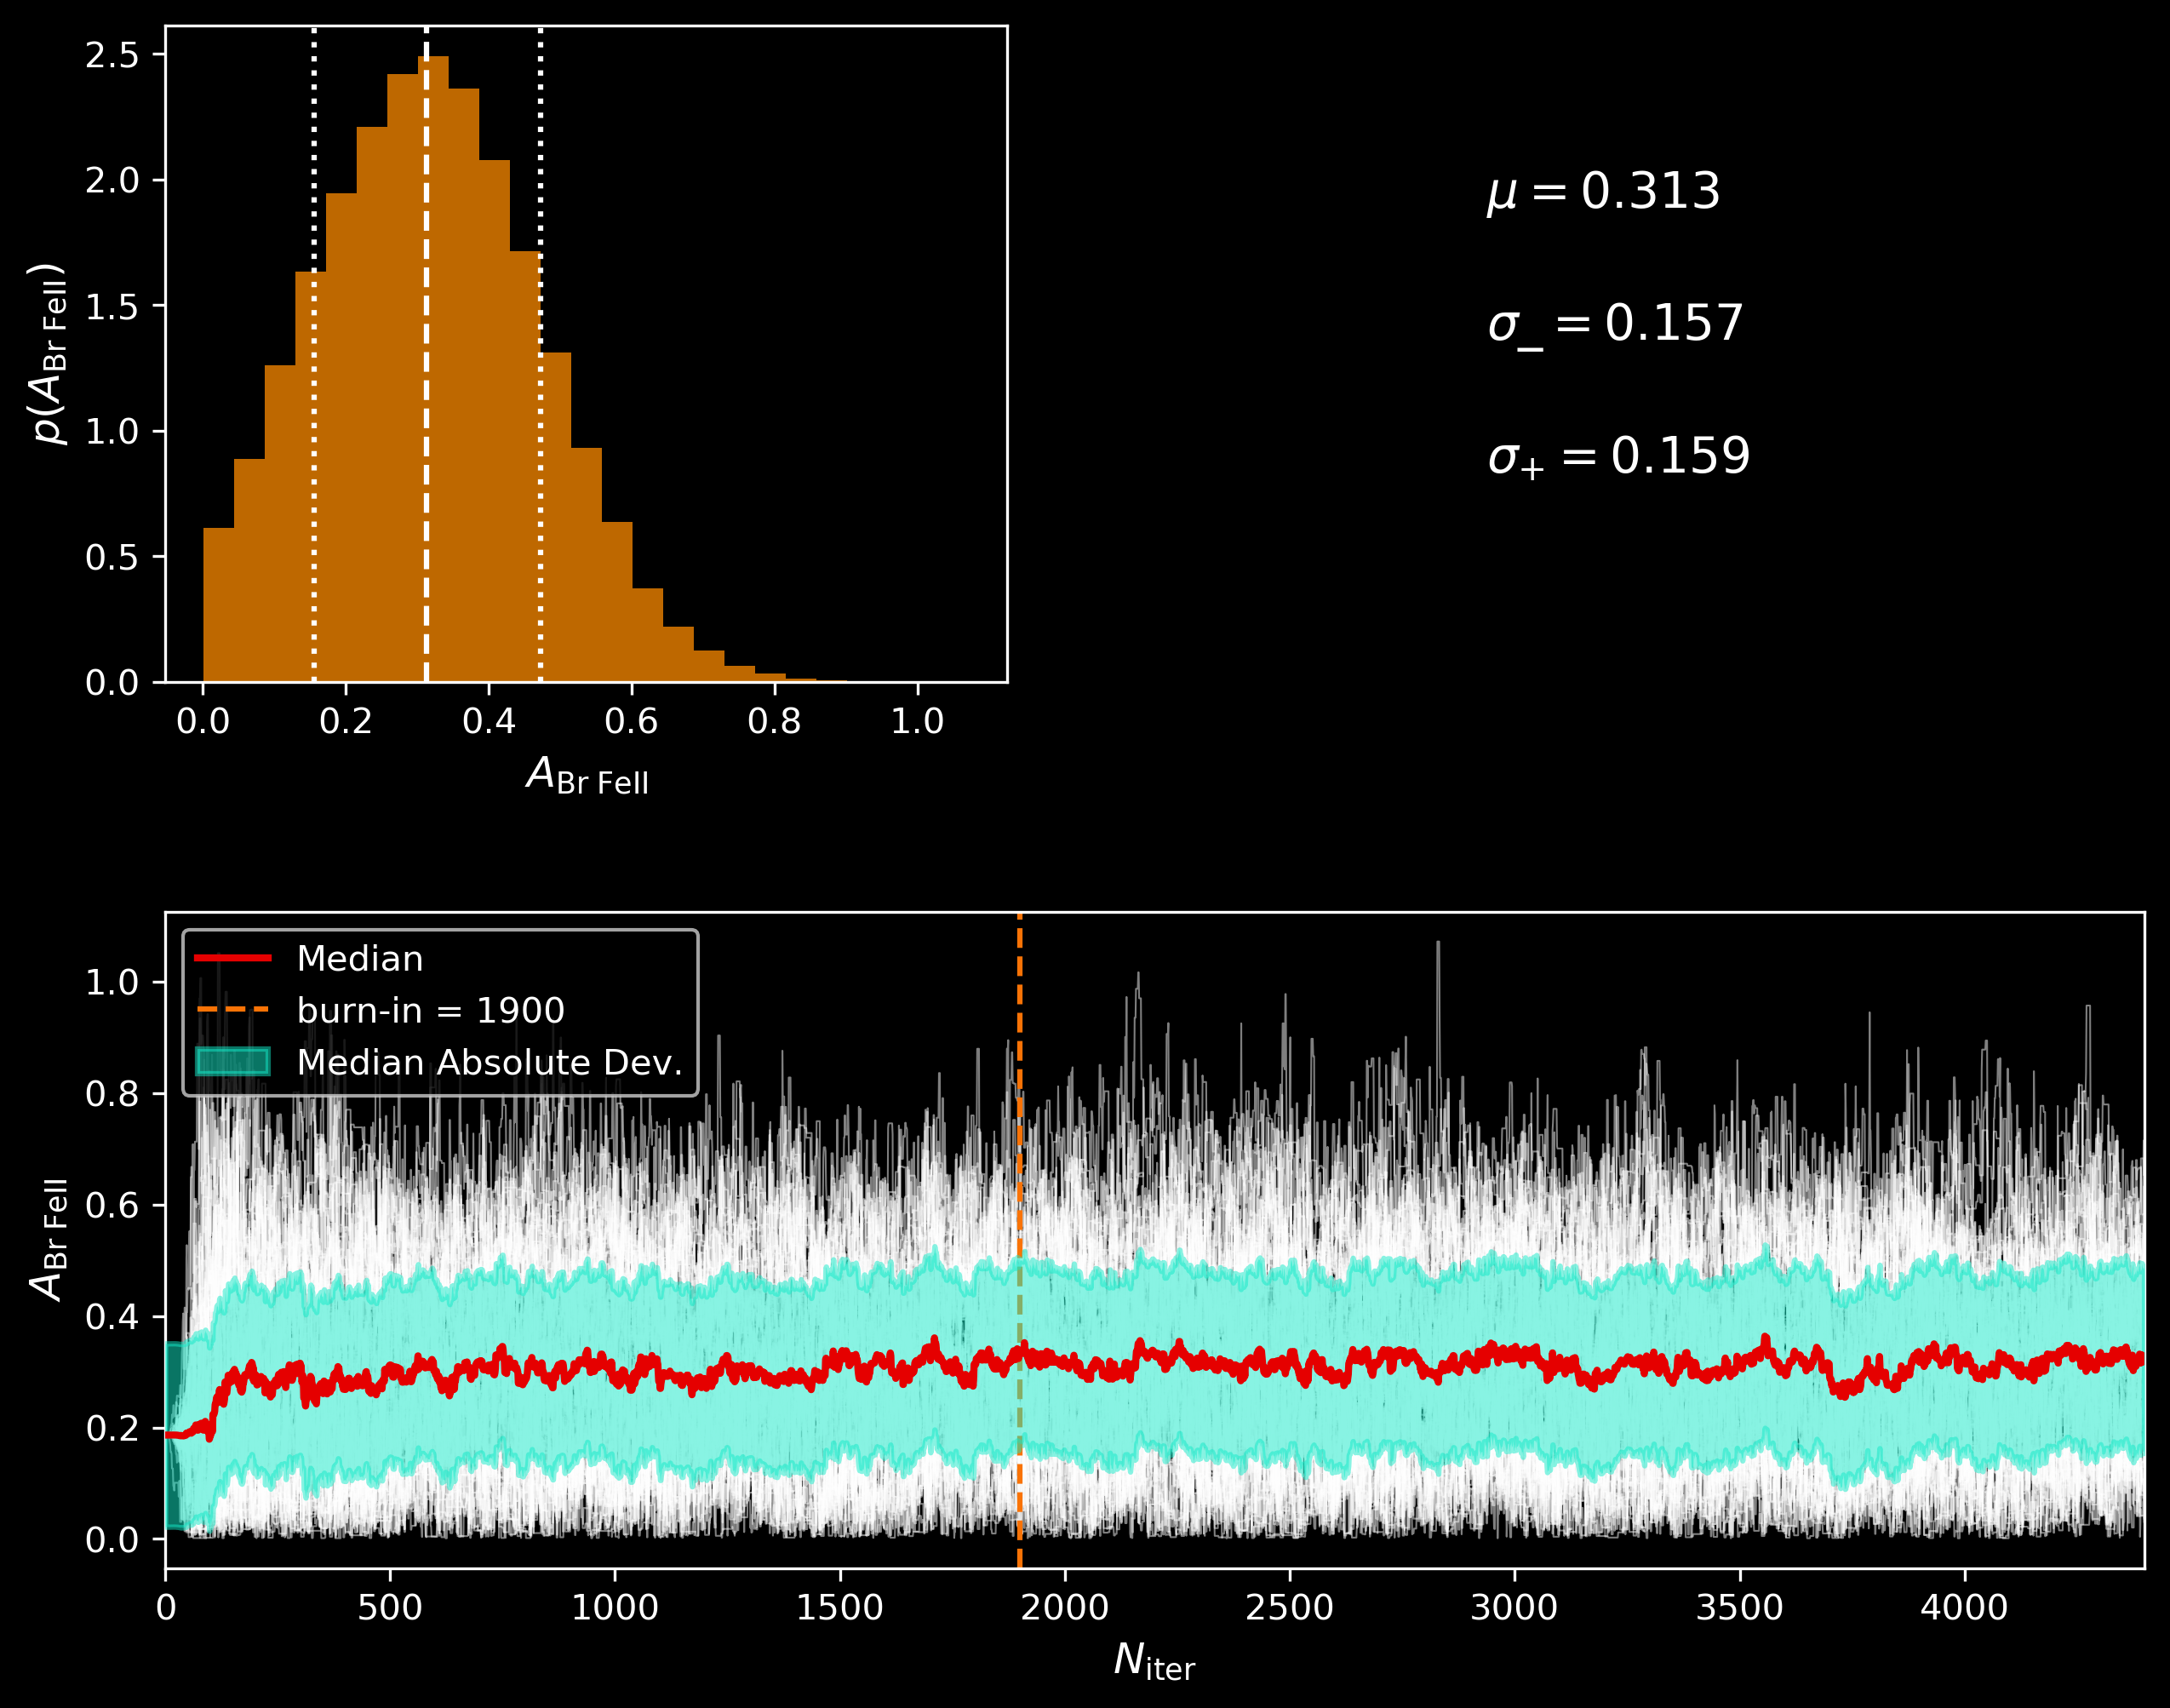 2.5
2.0
1.5
1.0
0.5
0.0
p(A_Br FeII)
0.0 0.2 0.4 0.6 0.8 1.0
A_Br FeII
μ = 0.313
σ_− = 0.157
σ_+ = 0.159
Median
burn-in = 1900
Median Absolute Dev.
1.0
0.8
0.6
0.4
0.2
0.0
A_Br FeII
0 500 1000 1500 2000 2500 3000 3500 4000
N_iter